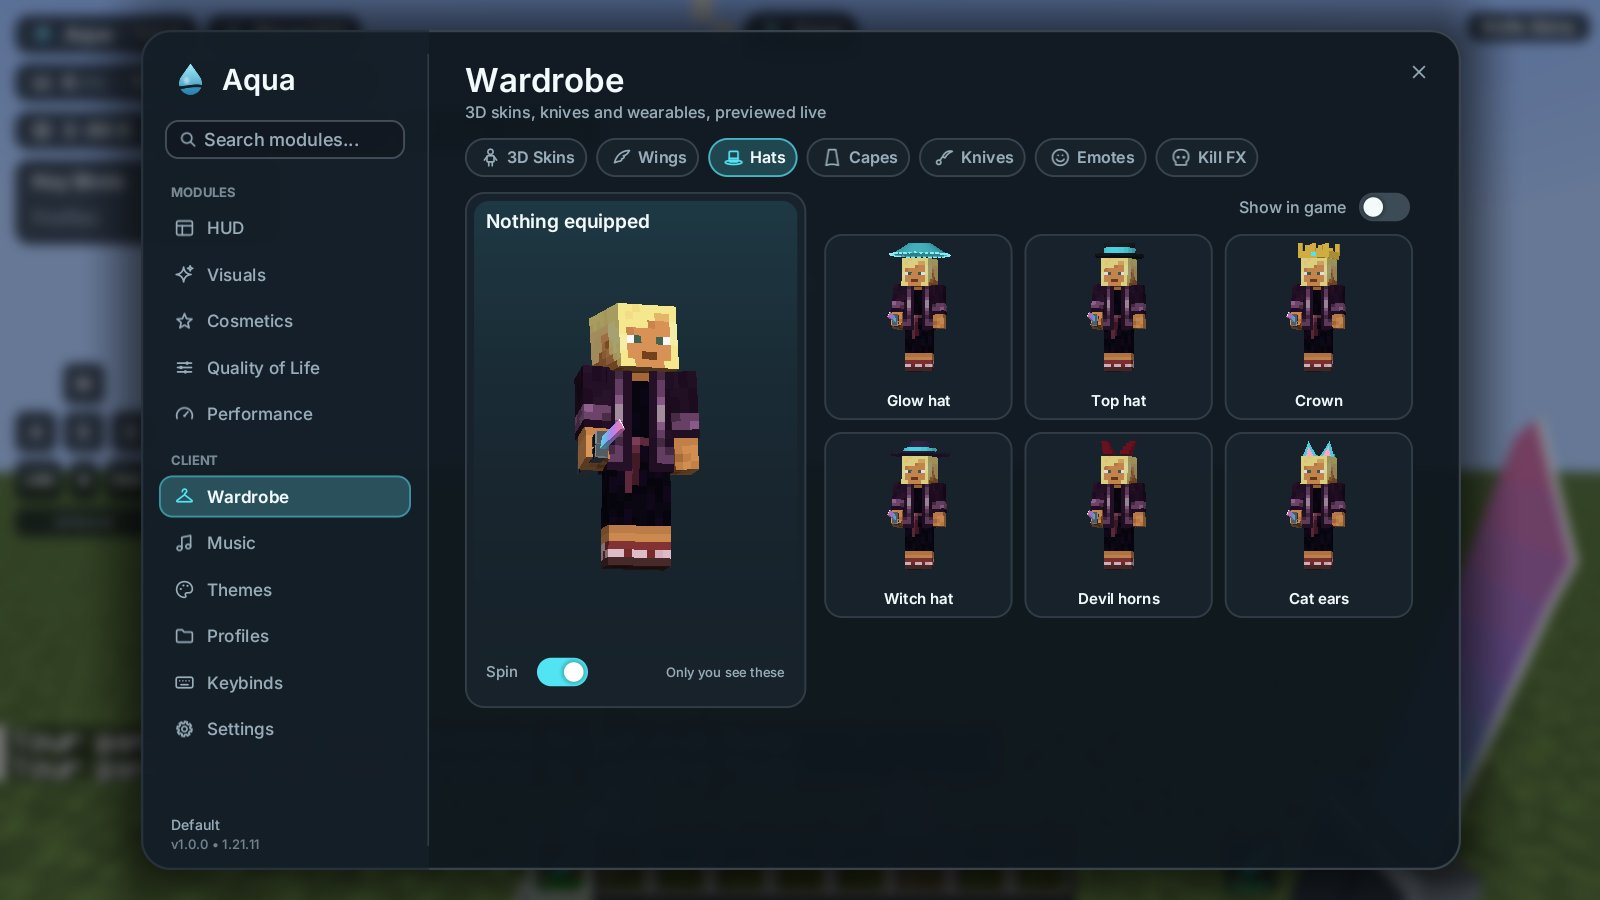 Aqua
Search modules...
MODULES
HUD
Visuals
Cosmetics
Quality of Life
Performance
CLIENT
Wardrobe
Music
Themes
Profiles
Keybinds
Settings
Default
v1.0.0 • 1.21.11
Wardrobe
3D skins, knives and wearables, previewed live
3D Skins
Wings
Hats
Capes
Knives
Emotes
Kill FX
Nothing equipped
Spin
Only you see these
Show in game
Glow hat
Top hat
Crown
Witch hat
Devil horns
Cat ears